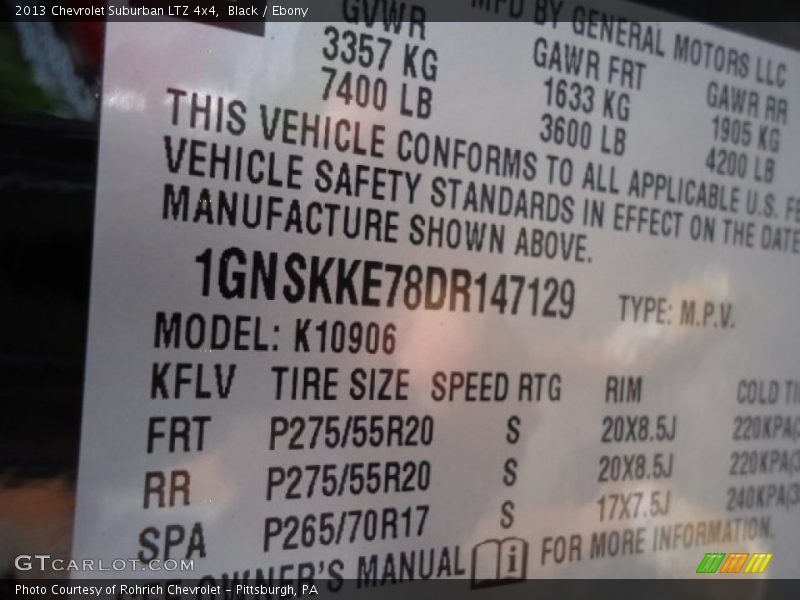 2013 Chevrolet Suburban LTZ 4x4, Black / Ebony
MFD BY GENERAL MOTORS LLC
GVWR GAWR FRT GAWR RR
3357 KG 1633 KG 1905 KG
7400 LB 3600 LB 4200 LB
THIS VEHICLE CONFORMS TO ALL APPLICABLE U.S. FE
VEHICLE SAFETY STANDARDS IN EFFECT ON THE DATE
MANUFACTURE SHOWN ABOVE.
1GNSKKE78DR147129 TYPE: M.P.V.
MODEL: K10906
KFLV TIRE SIZE SPEED RTG RIM COLD TI
FRT P275/55R20 S 20X8.5J 220KPA(3
RR P275/55R20 S 20X8.5J 220KPA(3
SPA P265/70R17 S 17X7.5J 240KPA(3
OWNER'S MANUAL i FOR MORE INFORMATION.
GTCARLOT.COM
Photo Courtesy of Rohrich Chevrolet – Pittsburgh, PA